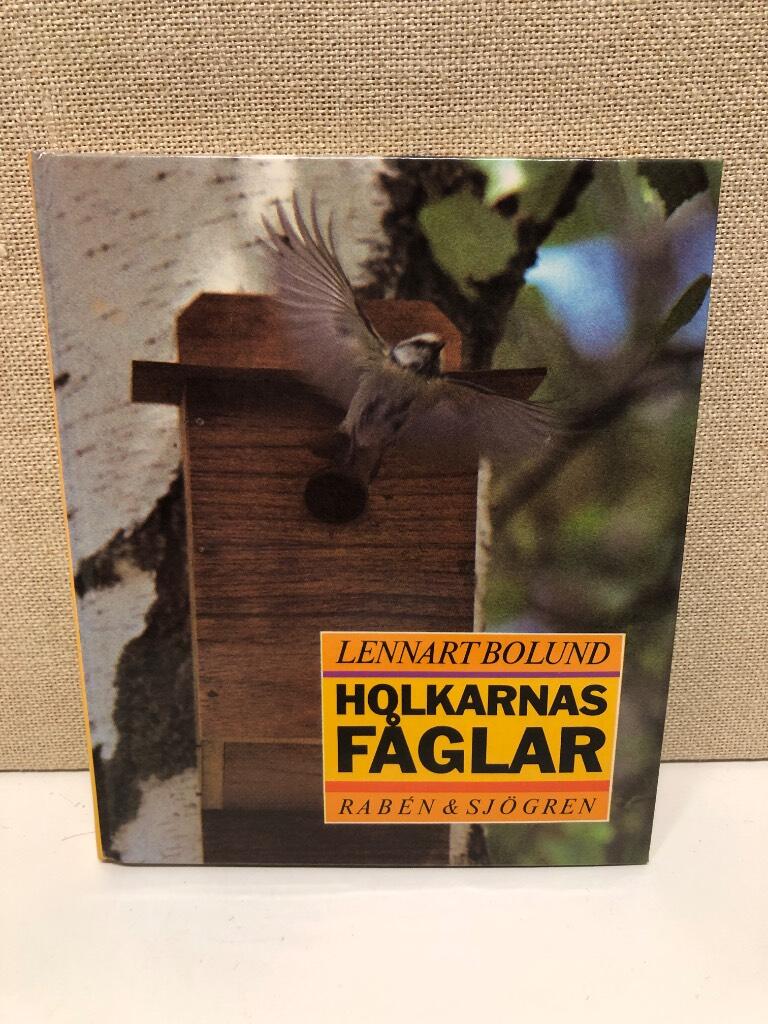 LENNART BOLUND
HOLKARNAS
FÅGLAR
RABÉN & SJÖGREN